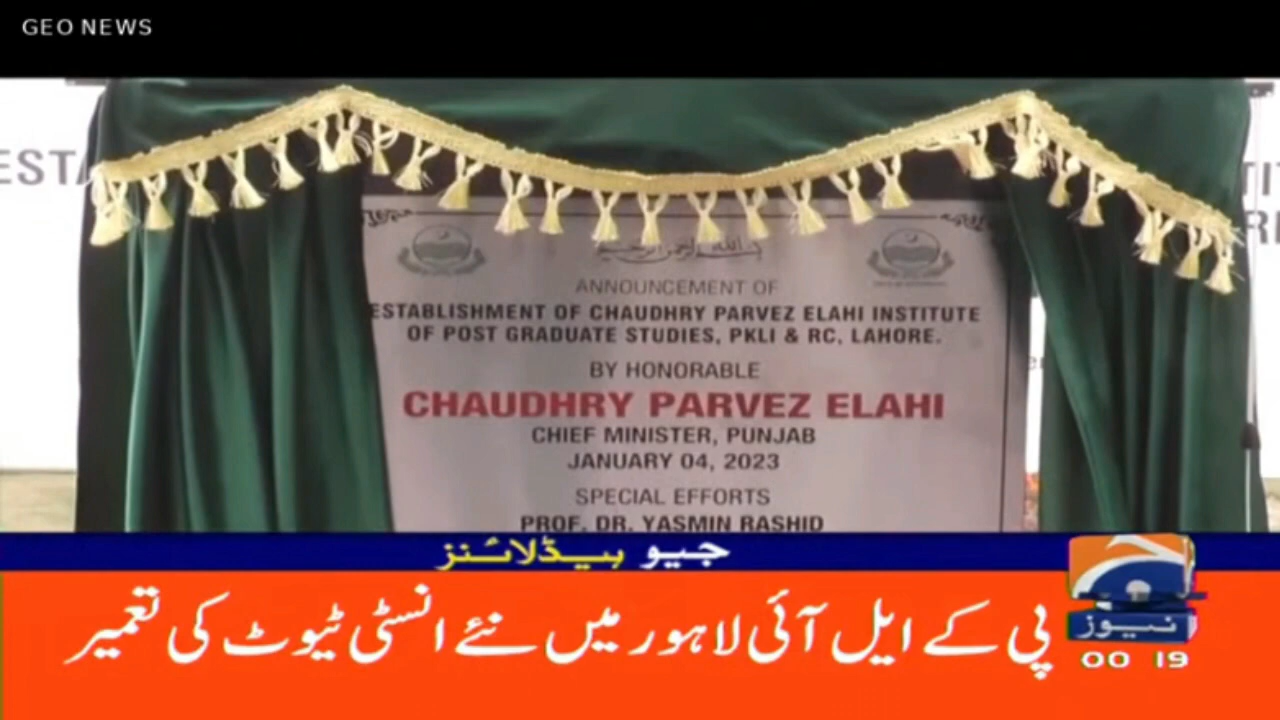 GEO NEWS
ANNOUNCEMENT OF
ESTABLISHMENT OF CHAUDHRY PARVEZ ELAHI INSTITUTE
OF POST GRADUATE STUDIES, PKLI & RC, LAHORE.
BY HONORABLE
CHAUDHRY PARVEZ ELAHI
CHIEF MINISTER, PUNJAB
JANUARY 04, 2023
SPECIAL EFFORTS
PROF. DR. YASMIN RASHID
جیو ہیڈلائنز
پی کے ایل آئی لاہور میں نئے انسٹی ٹیوٹ کی تعمیر
نیوز
00 19